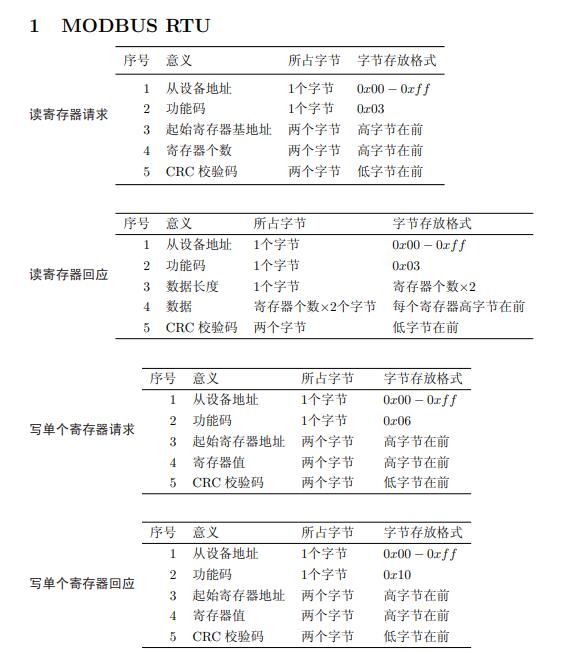 1 MODBUS RTU
序号 意义 所占字节 字节存放格式
1 从设备地址 1个字节 0x00 − 0xff
读寄存器请求
2 功能码 1个字节 0x03
3 起始寄存器基地址 两个字节 高字节在前
4 寄存器个数 两个字节 高字节在前
5 CRC 校验码 两个字节 低字节在前
序号 意义 所占字节 字节存放格式
1 从设备地址 1个字节 0x00 − 0xff
2 功能码 1个字节 0x03
读寄存器回应
3 数据长度 1个字节 寄存器个数×2
4 数据 寄存器个数×2个字节 每个寄存器高字节在前
5 CRC 校验码 两个字节 低字节在前
序号 意义 所占字节 字节存放格式
1 从设备地址 1个字节 0x00 − 0xff
2 功能码 1个字节 0x06
写单个寄存器请求
3 起始寄存器地址 两个字节 高字节在前
4 寄存器值 两个字节 高字节在前
5 CRC 校验码 两个字节 低字节在前
序号 意义 所占字节 字节存放格式
1 从设备地址 1个字节 0x00 − 0xff
2 功能码 1个字节 0x10
写单个寄存器回应
3 起始寄存器地址 两个字节 高字节在前
4 寄存器值 两个字节 高字节在前
5 CRC 校验码 两个字节 低字节在前